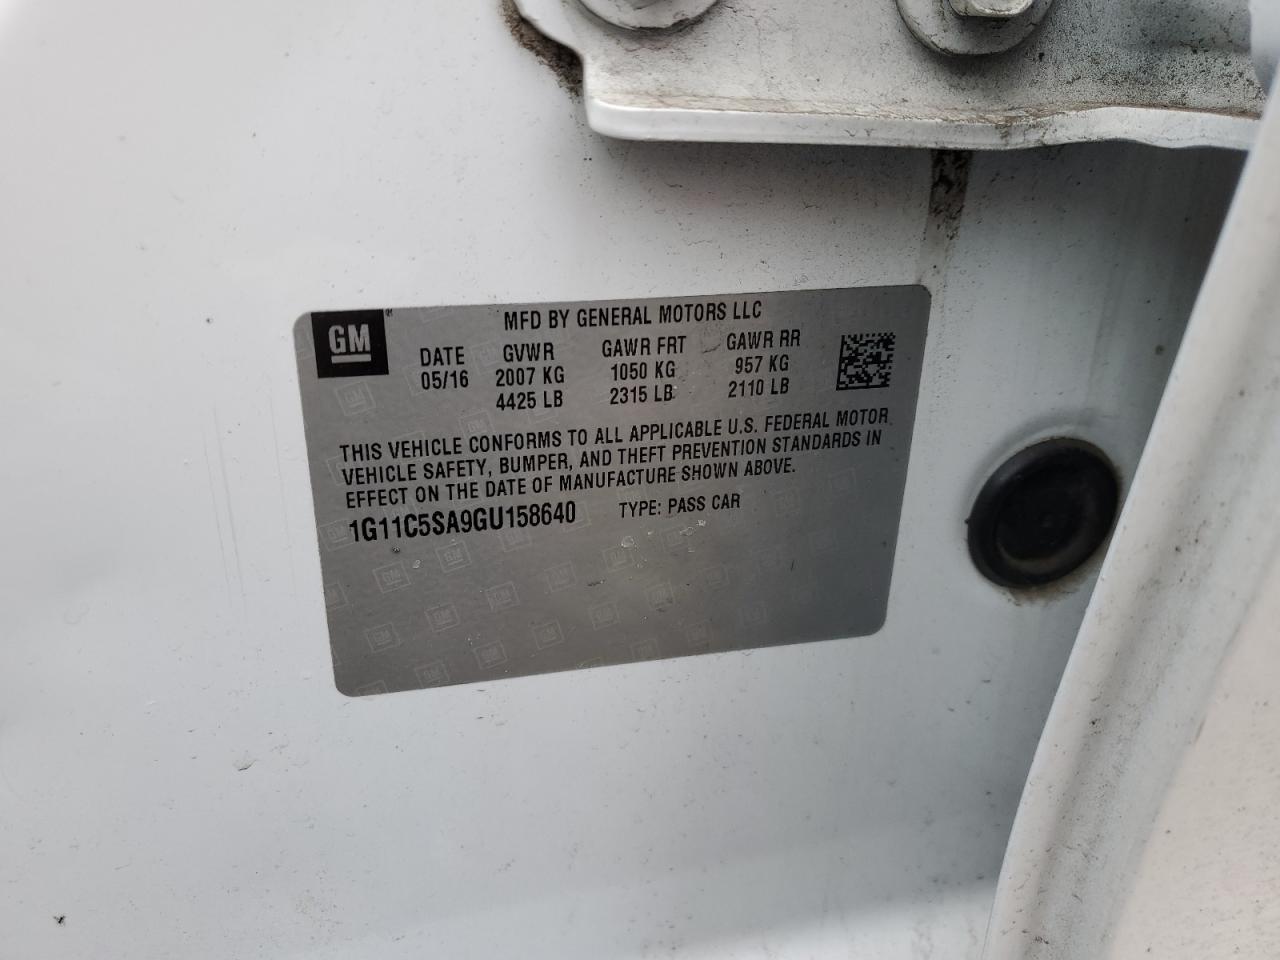 GM
MFD BY GENERAL MOTORS LLC
DATE GVWR GAWR FRT GAWR RR
05/16 2007 KG 1050 KG 957 KG
4425 LB 2315 LB 2110 LB
THIS VEHICLE CONFORMS TO ALL APPLICABLE U.S. FEDERAL MOTOR
VEHICLE SAFETY, BUMPER, AND THEFT PREVENTION STANDARDS IN
EFFECT ON THE DATE OF MANUFACTURE SHOWN ABOVE.
1G11C5SA9GU158640 TYPE: PASS CAR